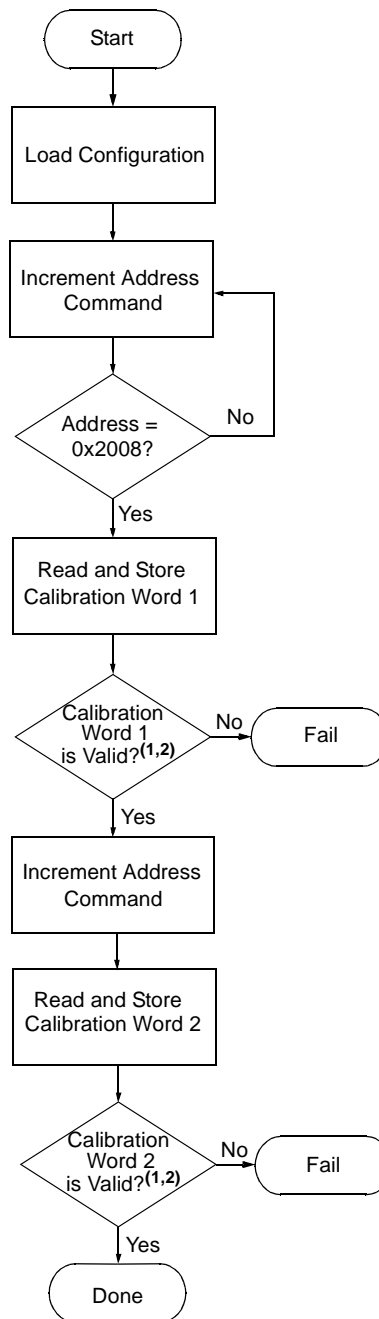 Start
Load Configuration
Increment Address
Command
Address =
0x2008?
No
Yes
Read and Store
Calibration Word 1
Calibration
Word 1
is Valid?(1,2)
No
Fail
Yes
Increment Address
Command
Read and Store
Calibration Word 2
Calibration
Word 2
is Valid?(1,2)
No
Fail
Yes
Done